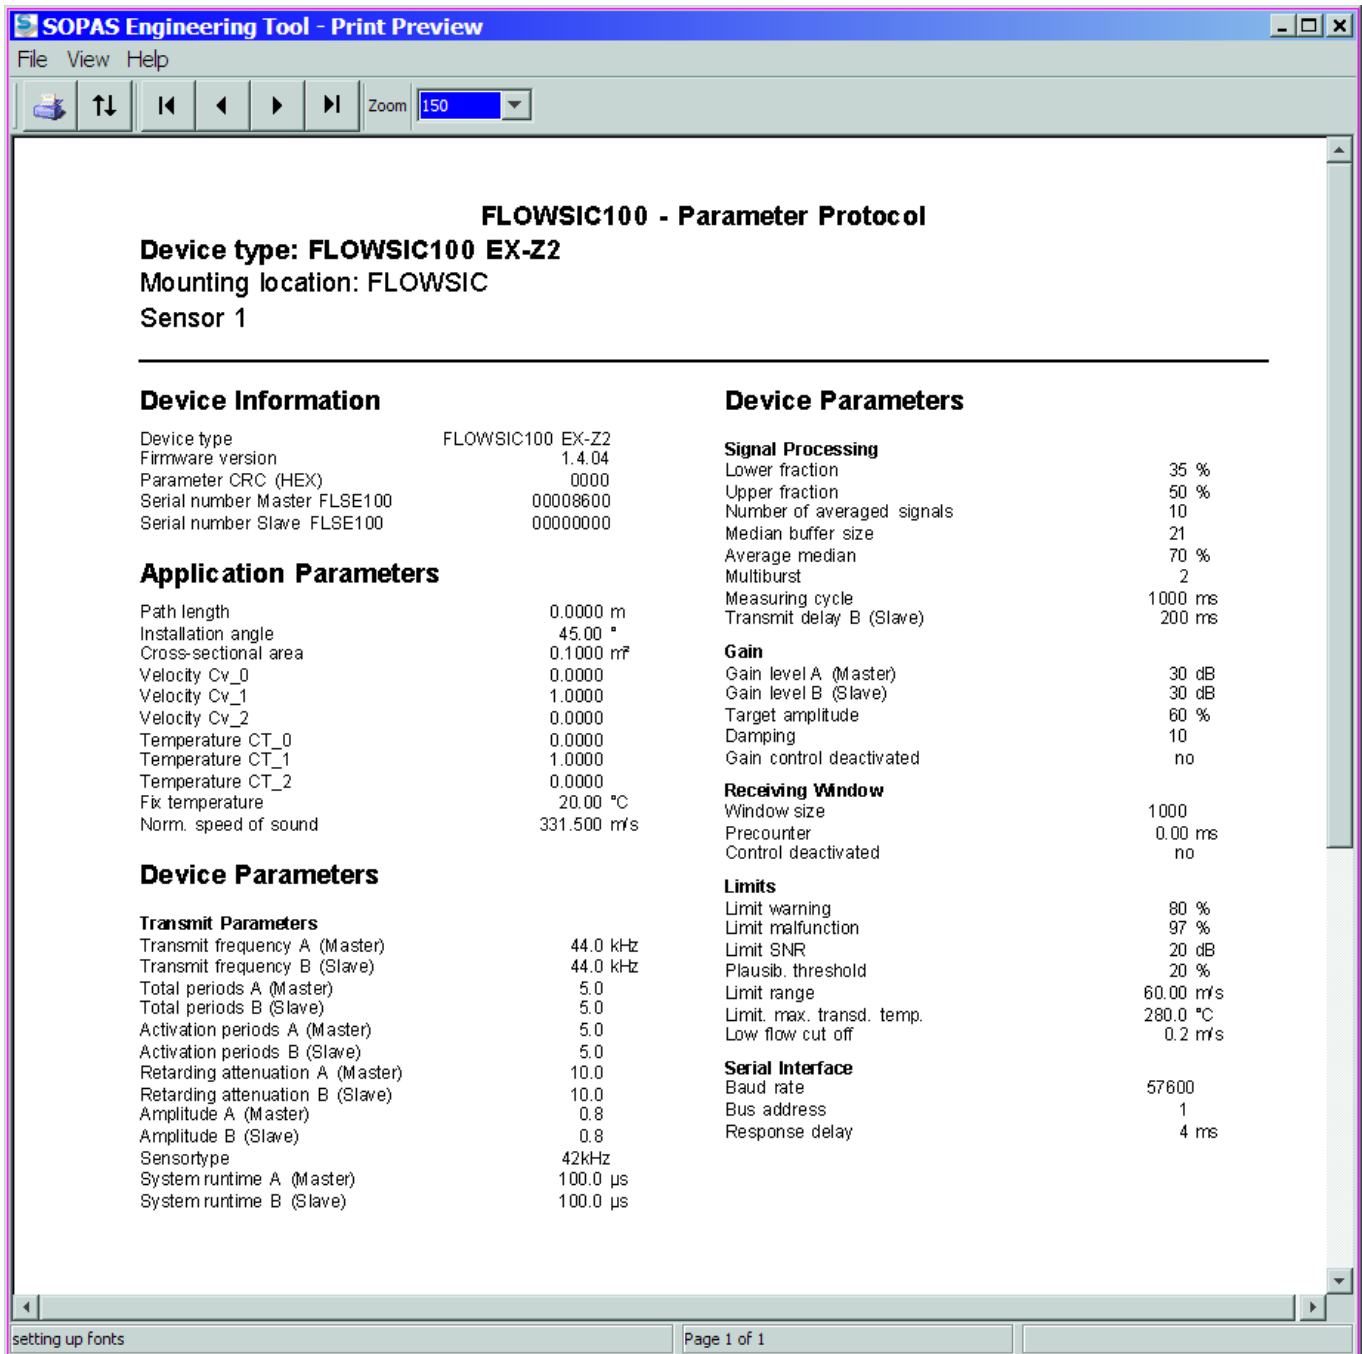 SOPAS Engineering Tool - Print Preview
File View Help
Zoom 150
FLOWSIC100 - Parameter Protocol
Device type: FLOWSIC100 EX-Z2
Mounting location: FLOWSIC
Sensor 1
Device Information
Device type FLOWSIC100 EX-Z2
Firmware version 1.4.04
Parameter CRC (HEX) 0000
Serial number Master FLSE100 00008600
Serial number Slave FLSE100 00000000
Application Parameters
Path length 0.0000 m
Installation angle 45.00 °
Cross-sectional area 0.1000 m²
Velocity Cv_0 0.0000
Velocity Cv_1 1.0000
Velocity Cv_2 0.0000
Temperature CT_0 0.0000
Temperature CT_1 1.0000
Temperature CT_2 0.0000
Fix temperature 20.00 °C
Norm. speed of sound 331.500 m/s
Device Parameters
Transmit Parameters
Transmit frequency A (Master) 44.0 kHz
Transmit frequency B (Slave) 44.0 kHz
Total periods A (Master) 5.0
Total periods B (Slave) 5.0
Activation periods A (Master) 5.0
Activation periods B (Slave) 5.0
Retarding attenuation A (Master) 10.0
Retarding attenuation B (Slave) 10.0
Amplitude A (Master) 0.8
Amplitude B (Slave) 0.8
Sensortype 42kHz
System runtime A (Master) 100.0 µs
System runtime B (Slave) 100.0 µs
Device Parameters
Signal Processing
Lower fraction 35 %
Upper fraction 50 %
Number of averaged signals 10
Median buffer size 21
Average median 70 %
Multiburst 2
Measuring cycle 1000 ms
Transmit delay B (Slave) 200 ms
Gain
Gain level A (Master) 30 dB
Gain level B (Slave) 30 dB
Target amplitude 60 %
Damping 10
Gain control deactivated no
Receiving Window
Window size 1000
Precounter 0.00 ms
Control deactivated no
Limits
Limit warning 80 %
Limit malfunction 97 %
Limit SNR 20 dB
Plausib. threshold 20 %
Limit range 60.00 m/s
Limit. max. transd. temp. 280.0 °C
Low flow cut off 0.2 m/s
Serial Interface
Baud rate 57600
Bus address 1
Response delay 4 ms
setting up fonts
Page 1 of 1